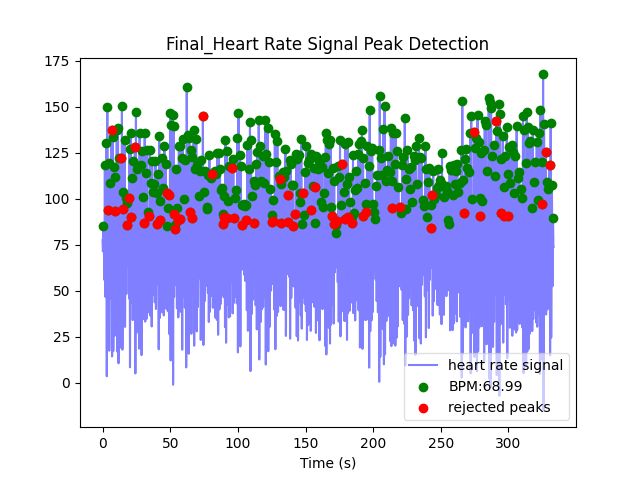 Final_Heart Rate Signal Peak Detection
175
150
125
100
75
50
25
0
heart rate signal
BPM:68.99
rejected peaks
0 50 100 150 200 250 300
Time (s)